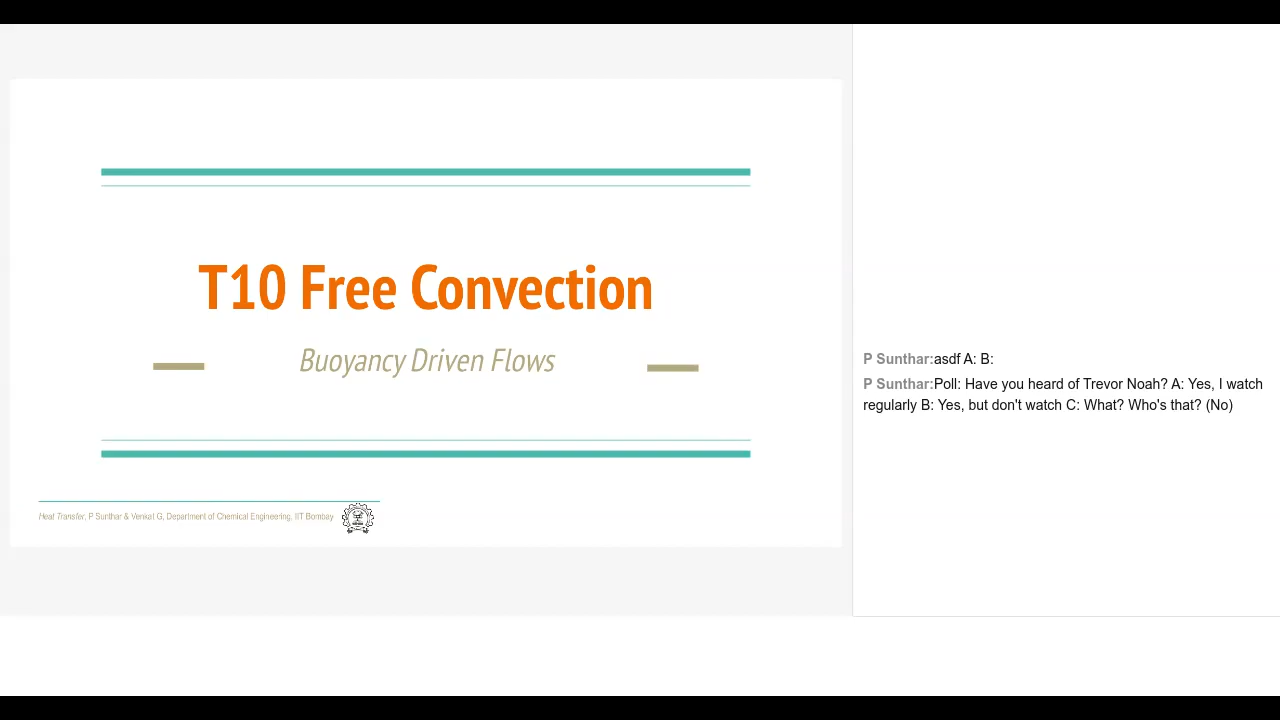 T10 Free Convection
Buoyancy Driven Flows
Heat Transfer, P Sunthar & Venkat G, Department of Chemical Engineering, IIT Bombay
P Sunthar:asdf A: B:
P Sunthar:Poll: Have you heard of Trevor Noah? A: Yes, I watch
regularly B: Yes, but don't watch C: What? Who's that? (No)